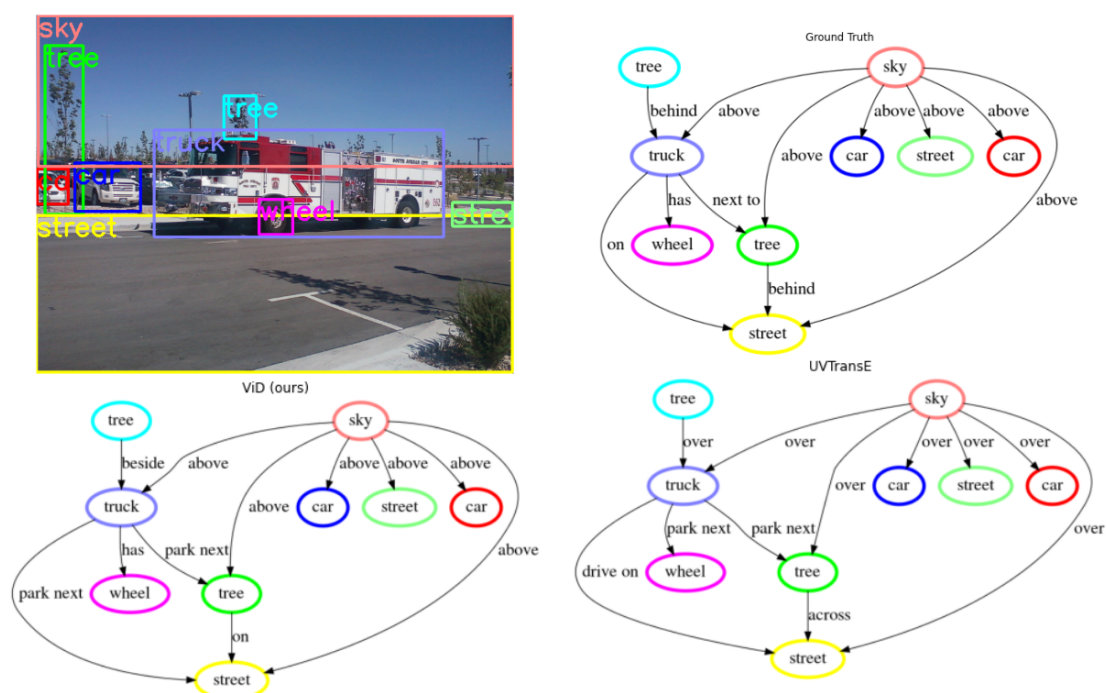 sky
tree
tree
truck
car
wheel
street
street
Ground Truth
tree
sky
behind
above
above
above
above
truck
above
car
street
car
has
next to
above
on
wheel
tree
behind
street
ViD (ours)
tree
sky
beside
above
above
above
above
truck
above
car
street
car
has
park next
above
park next
wheel
tree
on
street
UVTransE
tree
sky
over
over
over
over
over
truck
over
car
street
car
park next
park next
over
drive on
wheel
tree
across
street